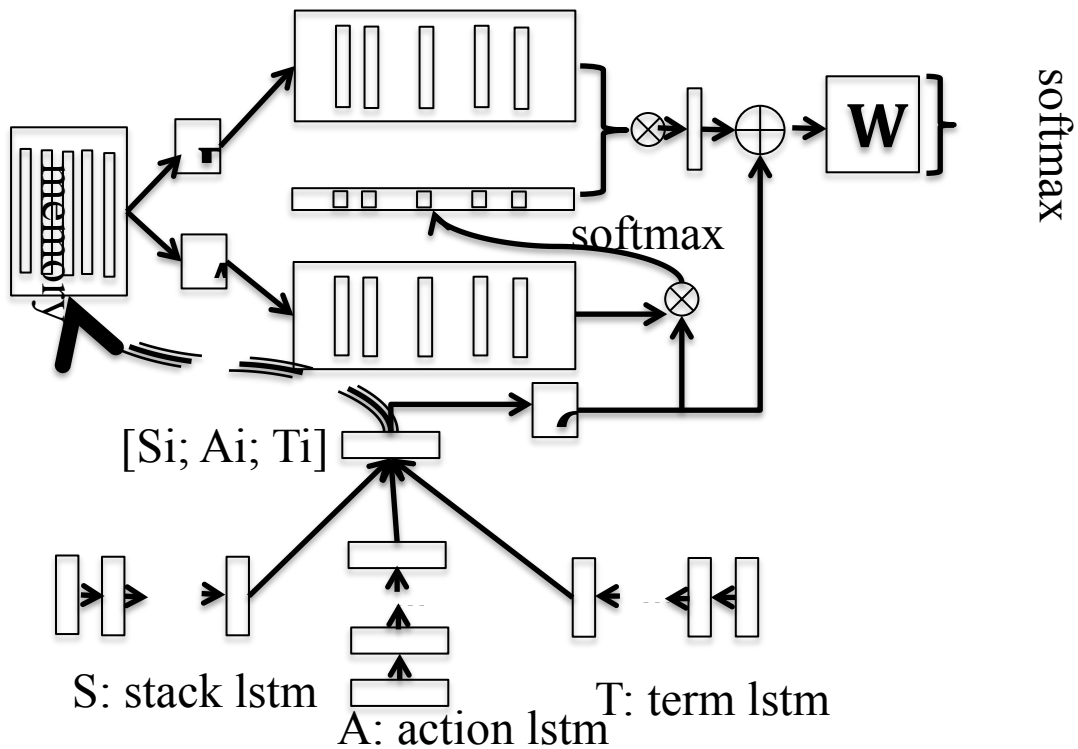 softmax
W
memory
softmax
[Si; Ai; Ti]
S: stack lstm
T: term lstm
A: action lstm